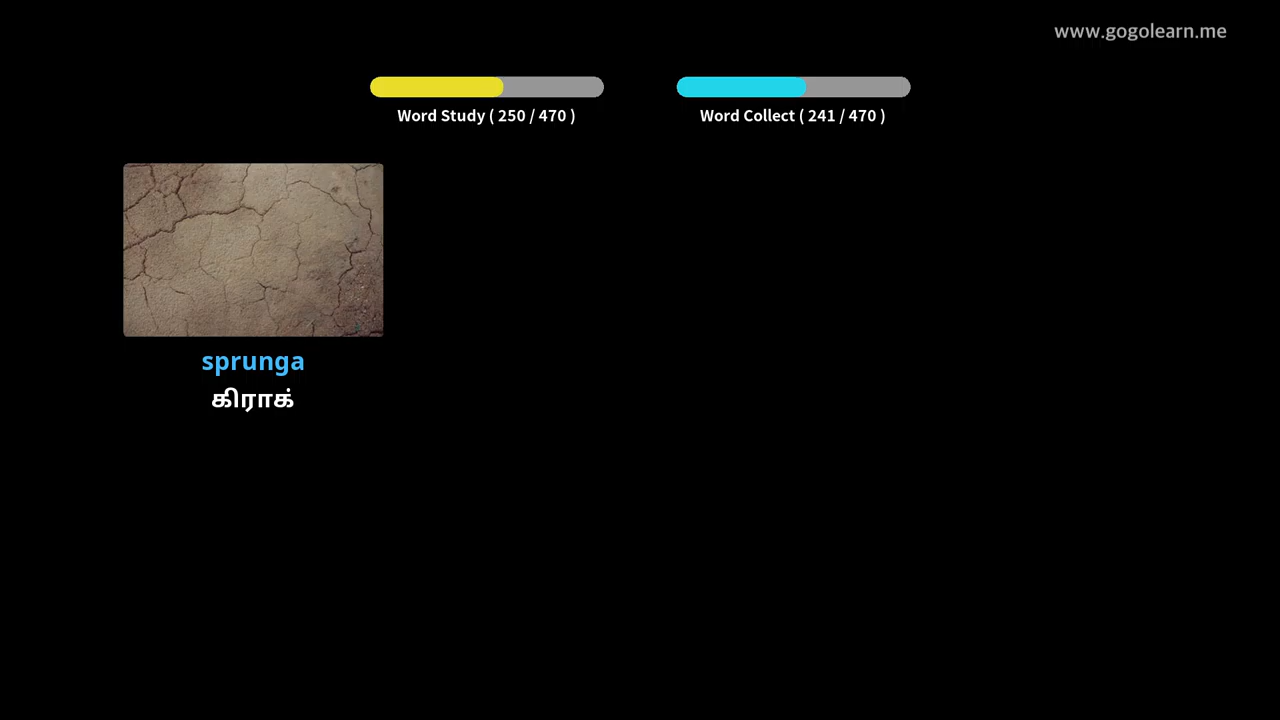 www.gogolearn.me
Word Study ( 250 / 470 )
Word Collect ( 241 / 470 )
sprunga
கிராக்